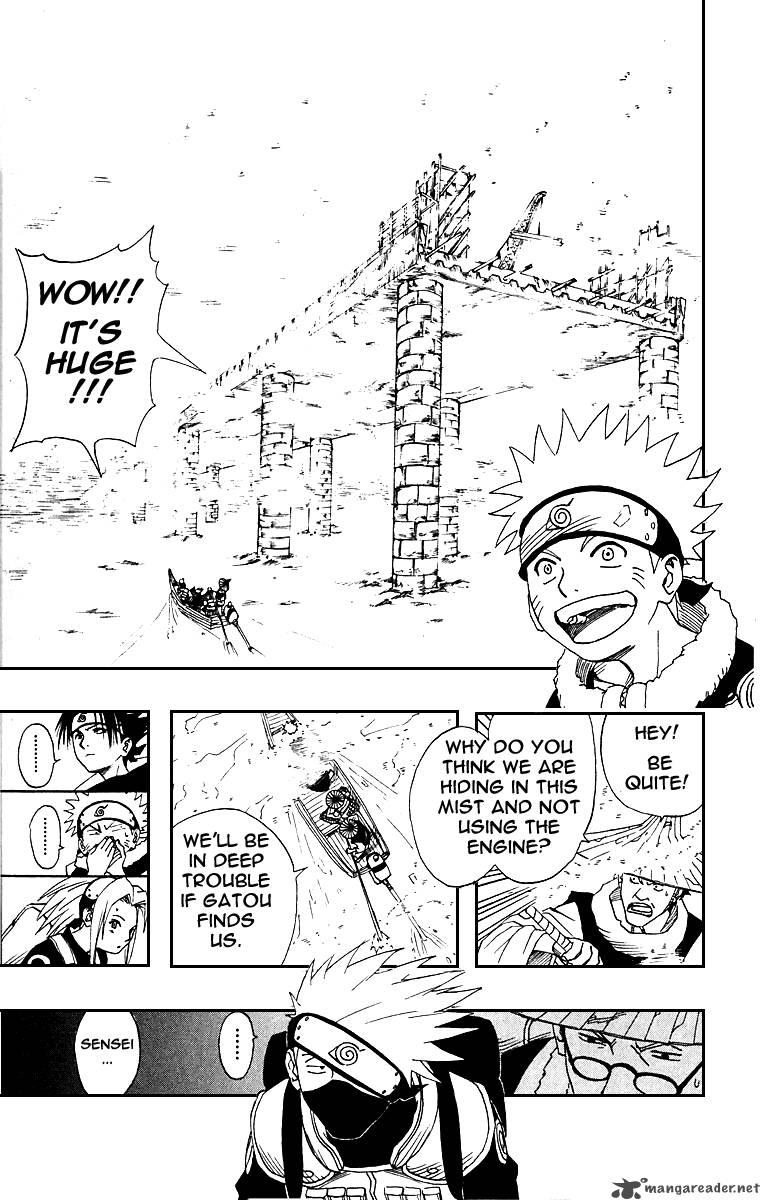 WOW!!
IT'S
HUGE
!!!
HEY!
BE
QUITE!
WHY DO YOU
THINK WE ARE
HIDING IN THIS
MIST AND NOT
USING THE
ENGINE?
WE'LL BE
IN DEEP
TROUBLE
IF GATOU
FINDS
US.
......
......
......
SENSEI
...
mangareader.net